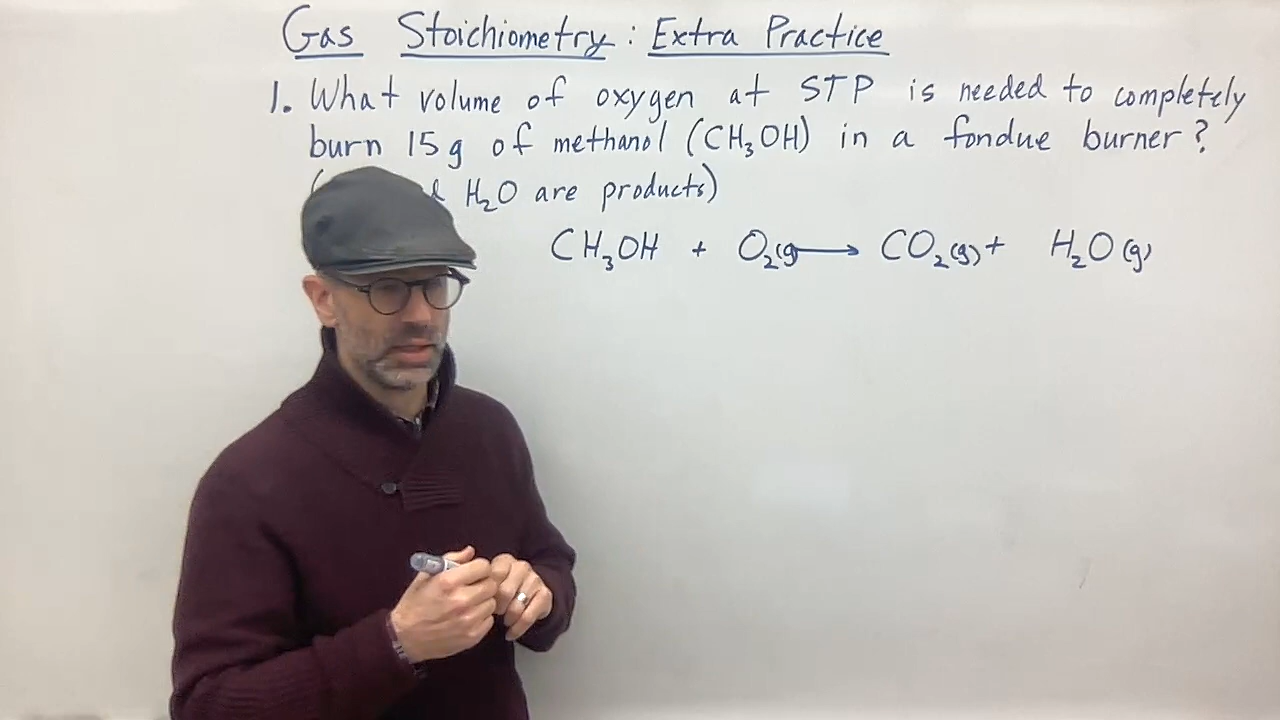 Gas Stoichiometry : Extra Practice
1. What volume of oxygen at STP is needed to completely
burn 15 g of methanol (CH₃OH) in a fondue burner?
( H₂O are products)
CH₃OH + O₂(g) ⟶ CO₂(g) + H₂O(g)